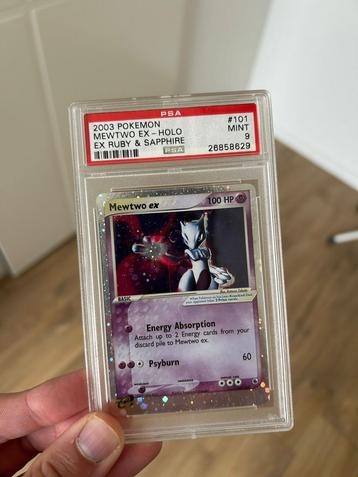 PSA
2003 POKEMON #101
MEWTWO EX-HOLO MINT
EX RUBY & SAPPHIRE 9
PSA 26858629
Mewtwo ex 100 HP
BASIC
Energy Absorption
Attach up to 2 Energy cards from your
discard pile to Mewtwo ex.
Psyburn 60